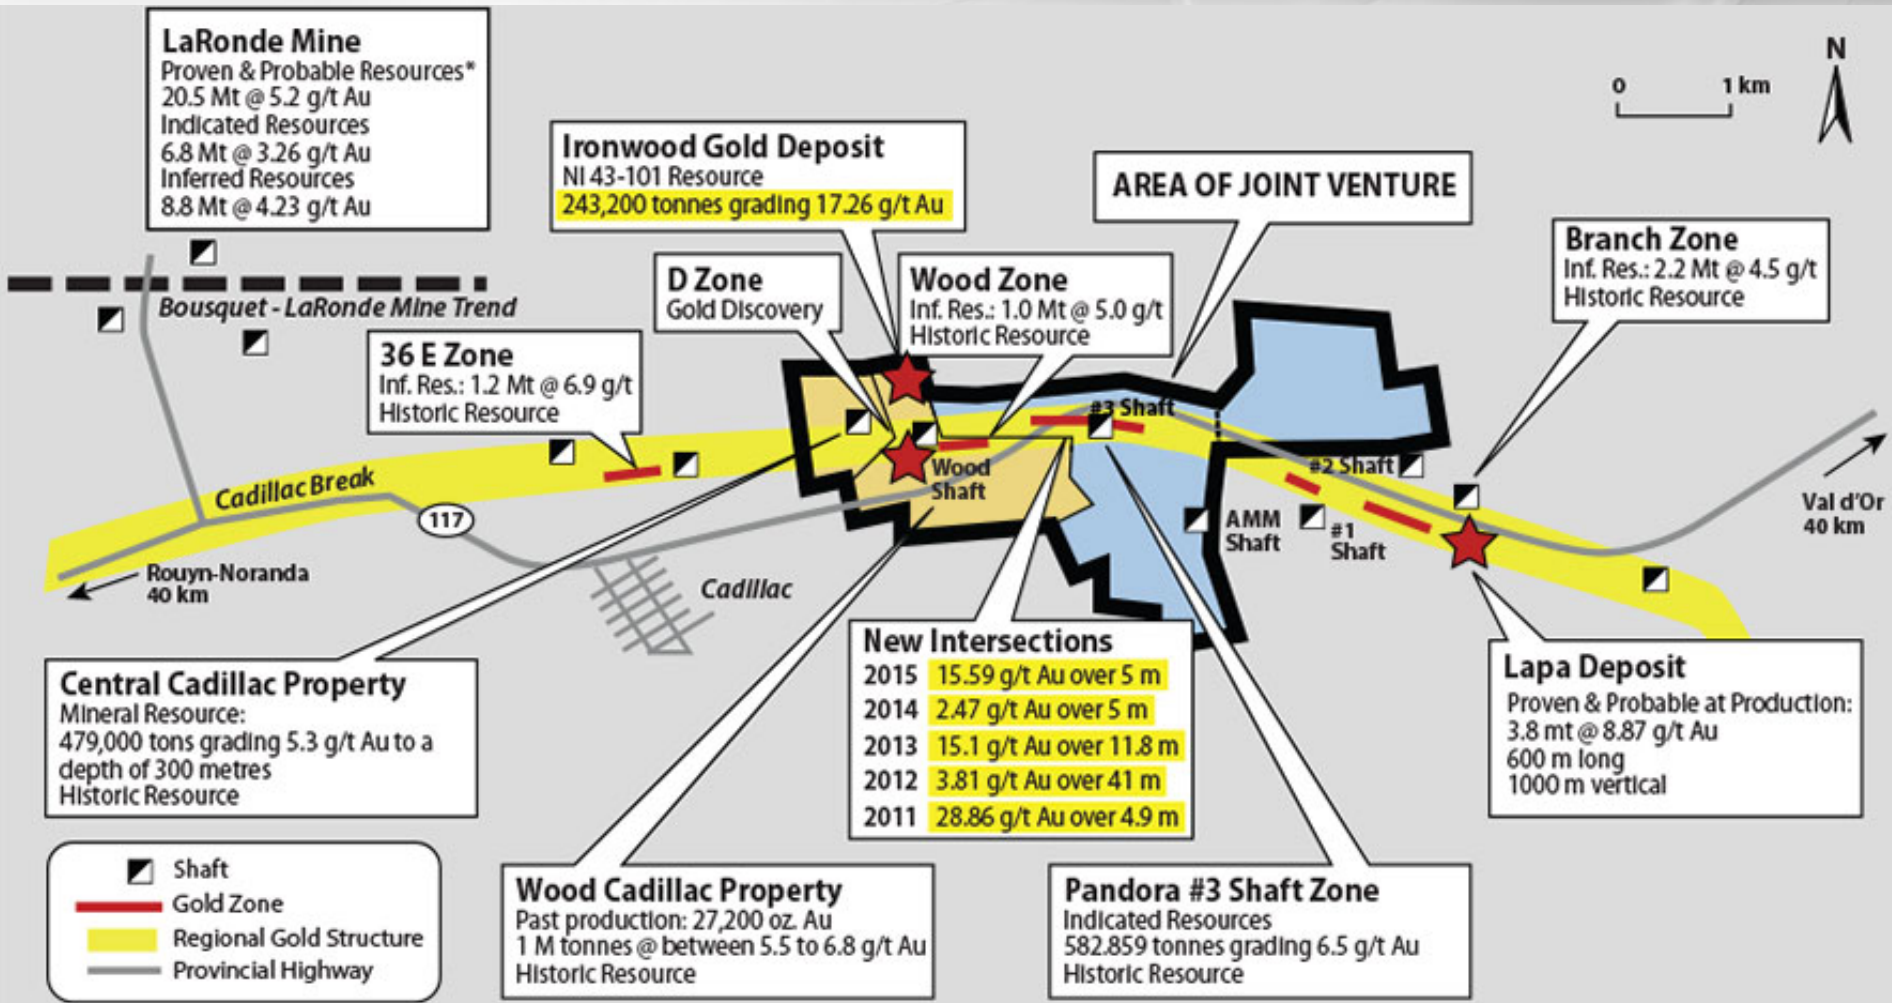 LaRonde Mine
Proven & Probable Resources*
20.5 Mt @ 5.2 g/t Au
Indicated Resources
6.8 Mt @ 3.26 g/t Au
Inferred Resources
8.8 Mt @ 4.23 g/t Au
Ironwood Gold Deposit
NI 43-101 Resource
243,200 tonnes grading 17.26 g/t Au
AREA OF JOINT VENTURE
0 1 km
N
Branch Zone
Inf. Res.: 2.2 Mt @ 4.5 g/t
Historic Resource
D Zone
Gold Discovery
Wood Zone
Inf. Res.: 1.0 Mt @ 5.0 g/t
Historic Resource
Bousquet - LaRonde Mine Trend
36 E Zone
Inf. Res.: 1.2 Mt @ 6.9 g/t
Historic Resource
#3 Shaft
#2 Shaft
Wood
Shaft
Cadillac Break
117
AMM
Shaft
#1
Shaft
Val d'Or
40 km
Rouyn-Noranda
40 km
Cadillac
Central Cadillac Property
Mineral Resource:
479,000 tons grading 5.3 g/t Au to a
depth of 300 metres
Historic Resource
New Intersections
2015 15.59 g/t Au over 5 m
2014 2.47 g/t Au over 5 m
2013 15.1 g/t Au over 11.8 m
2012 3.81 g/t Au over 41 m
2011 28.86 g/t Au over 4.9 m
Lapa Deposit
Proven & Probable at Production:
3.8 mt @ 8.87 g/t Au
600 m long
1000 m vertical
Shaft
Gold Zone
Regional Gold Structure
Provincial Highway
Wood Cadillac Property
Past production: 27,200 oz. Au
1 M tonnes @ between 5.5 to 6.8 g/t Au
Historic Resource
Pandora #3 Shaft Zone
Indicated Resources
582.859 tonnes grading 6.5 g/t Au
Historic Resource